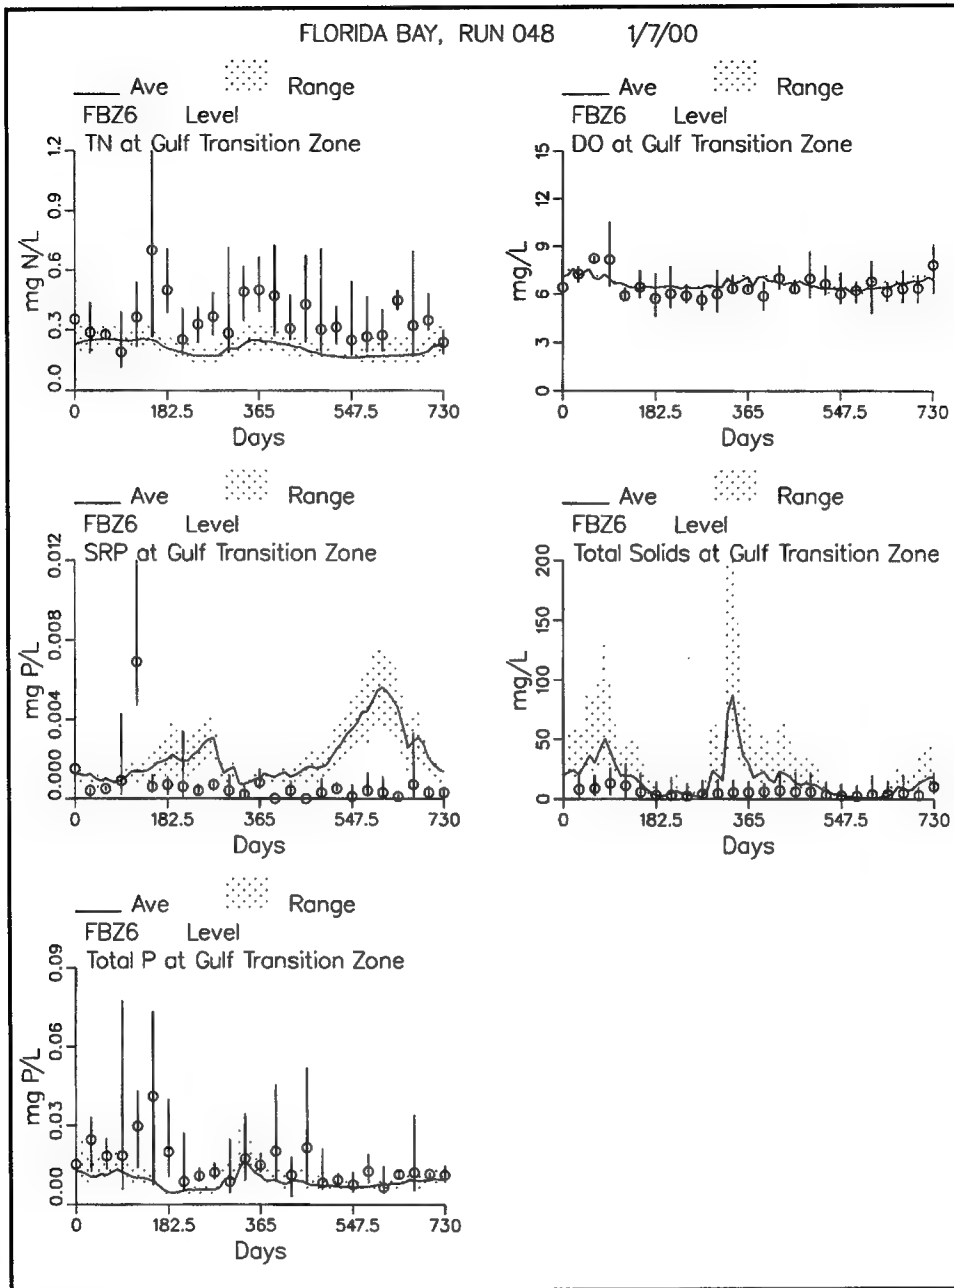 FLORIDA BAY, RUN 048 1/7/00
Ave Range
FBZ6 Level
TN at Gulf Transition Zone
mg N/L
1.2
0.9
0.6
0.3
0.0
0 182.5 365 547.5 730
Days
Ave Range
FBZ6 Level
DO at Gulf Transition Zone
mg/L
15
12
9
6
3
0
0 182.5 365 547.5 730
Days
Ave Range
FBZ6 Level
SRP at Gulf Transition Zone
mg P/L
0.012
0.008
0.004
0.000
0 182.5 365 547.5 730
Days
Ave Range
FBZ6 Level
Total Solids at Gulf Transition Zone
mg/L
200
150
100
50
0
0 182.5 365 547.5 730
Days
Ave Range
FBZ6 Level
Total P at Gulf Transition Zone
mg P/L
0.09
0.06
0.03
0.00
0 182.5 365 547.5 730
Days